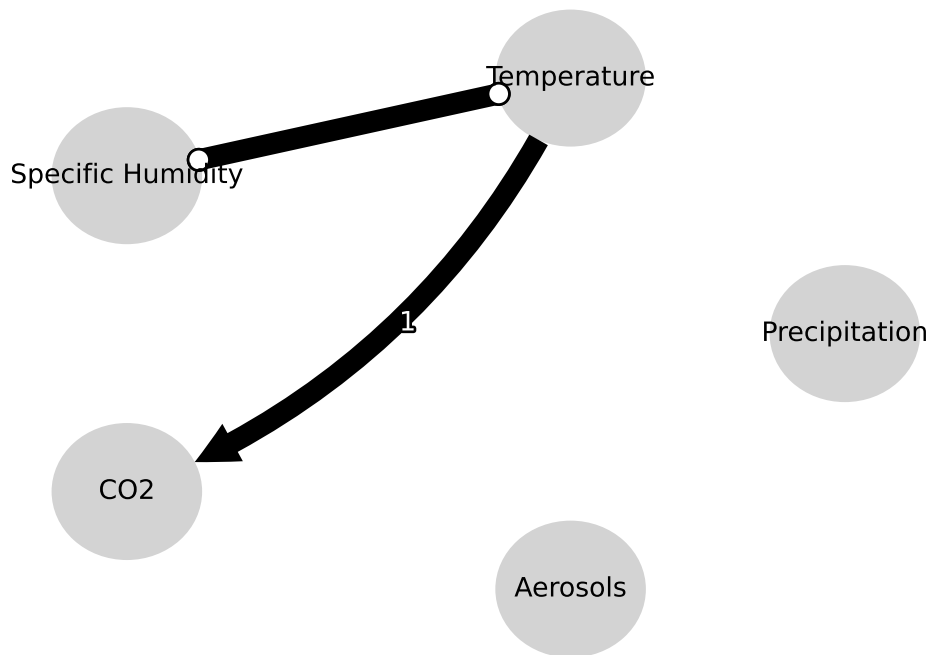 Temperature
Specific Humidity
1
Precipitation
CO2
Aerosols